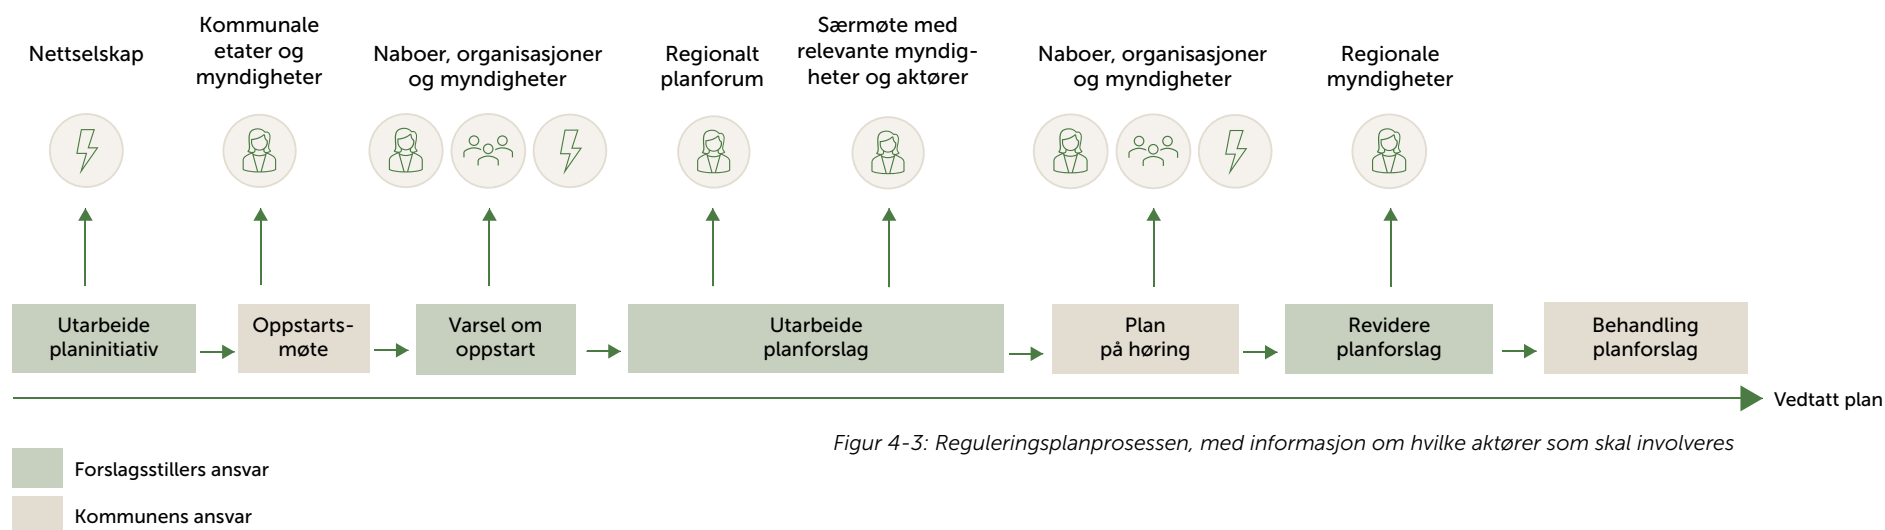 Nettselskap
Kommunale
etater og
myndigheter
Naboer, organisasjoner
og myndigheter
Regionalt
planforum
Særmøte med
relevante myndig-
heter og aktører
Naboer, organisasjoner
og myndigheter
Regionale
myndigheter
Utarbeide
planinitiativ
Oppstarts-
møte
Varsel om
oppstart
Utarbeide
planforslag
Plan
på høring
Revidere
planforslag
Behandling
planforslag
Vedtatt plan
Figur 4-3: Reguleringsplanprosessen, med informasjon om hvilke aktører som skal involveres
Forslagsstillers ansvar
Kommunens ansvar